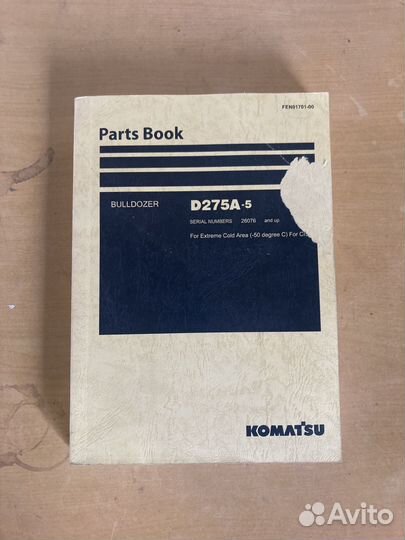 FEN01701-00
Parts Book
BULLDOZER D275A-5
SERIAL NUMBERS 26076 and up
For Extreme Cold Area (-50 degree C) For
KOMATSU
Avito